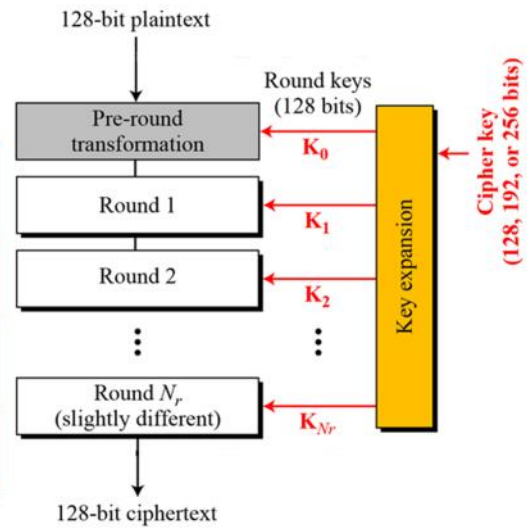 128-bit plaintext
Round keys
(128 bits)
Pre-round
transformation
K₀
Cipher key
(128, 192, or 256 bits)
Round 1
K₁
Key expansion
Round 2
K₂
Round Nᵣ
(slightly different)
K_Nr
128-bit ciphertext